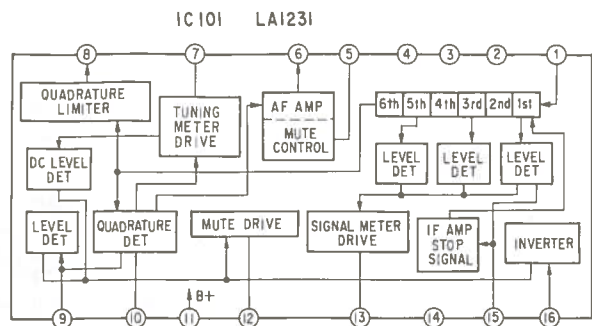 IC101 LA1231
8 7 6 5 4 3 2 1
QUADRATURE
LIMITER
TUNING
METER
DRIVE
AF AMP
MUTE
CONTROL
6th 5th 4th 3rd 2nd 1st
DC LEVEL
DET
LEVEL
DET
LEVEL
DET
LEVEL
DET
LEVEL
DET
QUADRATURE
DET
MUTE DRIVE
SIGNAL METER
DRIVE
IF AMP
STOP
SIGNAL
INVERTER
B+
9 10 11 12 13 14 15 16